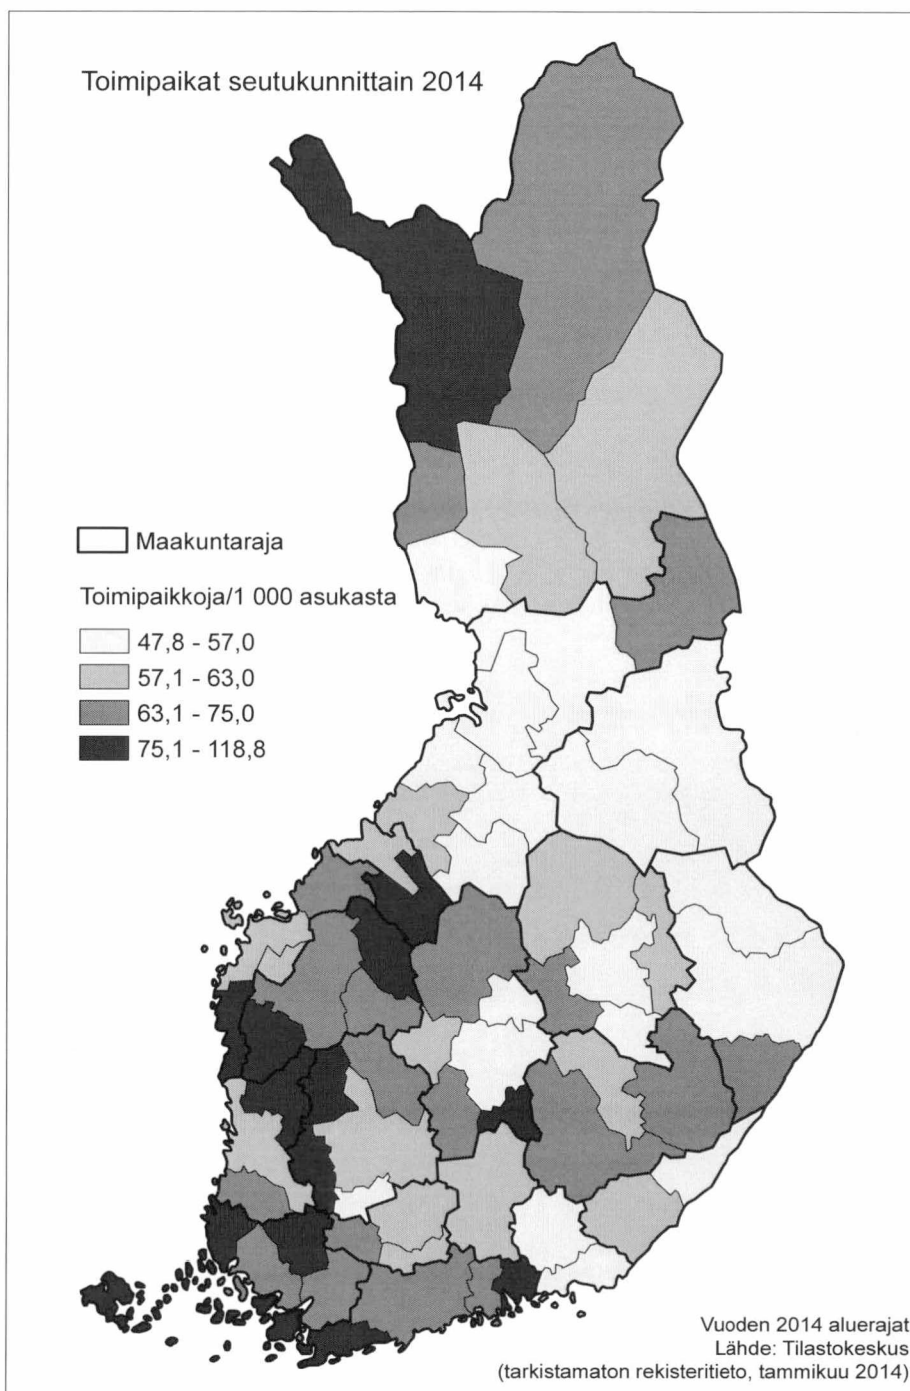 Toimipaikat seutukunnittain 2014
Maakuntaraja
Toimipaikkoja/1 000 asukasta
47,8 - 57,0
57,1 - 63,0
63,1 - 75,0
75,1 - 118,8
Vuoden 2014 aluerajat
Lähde: Tilastokeskus
(tarkistamaton rekisteritieto, tammikuu 2014)